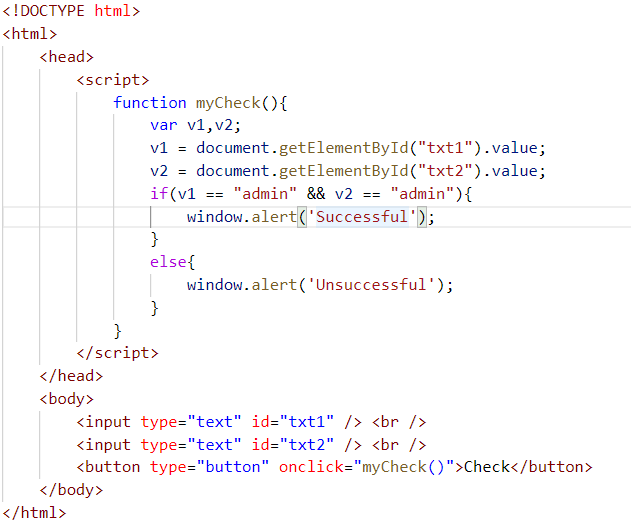 <!DOCTYPE html>
<html>
    <head>
        <script>
            function myCheck(){
                var v1,v2;
                v1 = document.getElementById("txt1").value;
                v2 = document.getElementById("txt2").value;
                if(v1 == "admin" && v2 == "admin"){
                    window.alert('Successful');
                }
                else{
                    window.alert('Unsuccessful');
                }
            }
        </script>
    </head>
    <body>
        <input type="text" id="txt1" /> <br />
        <input type="text" id="txt2" /> <br />
        <button type="button" onclick="myCheck()">Check</button>
    </body>
</html>